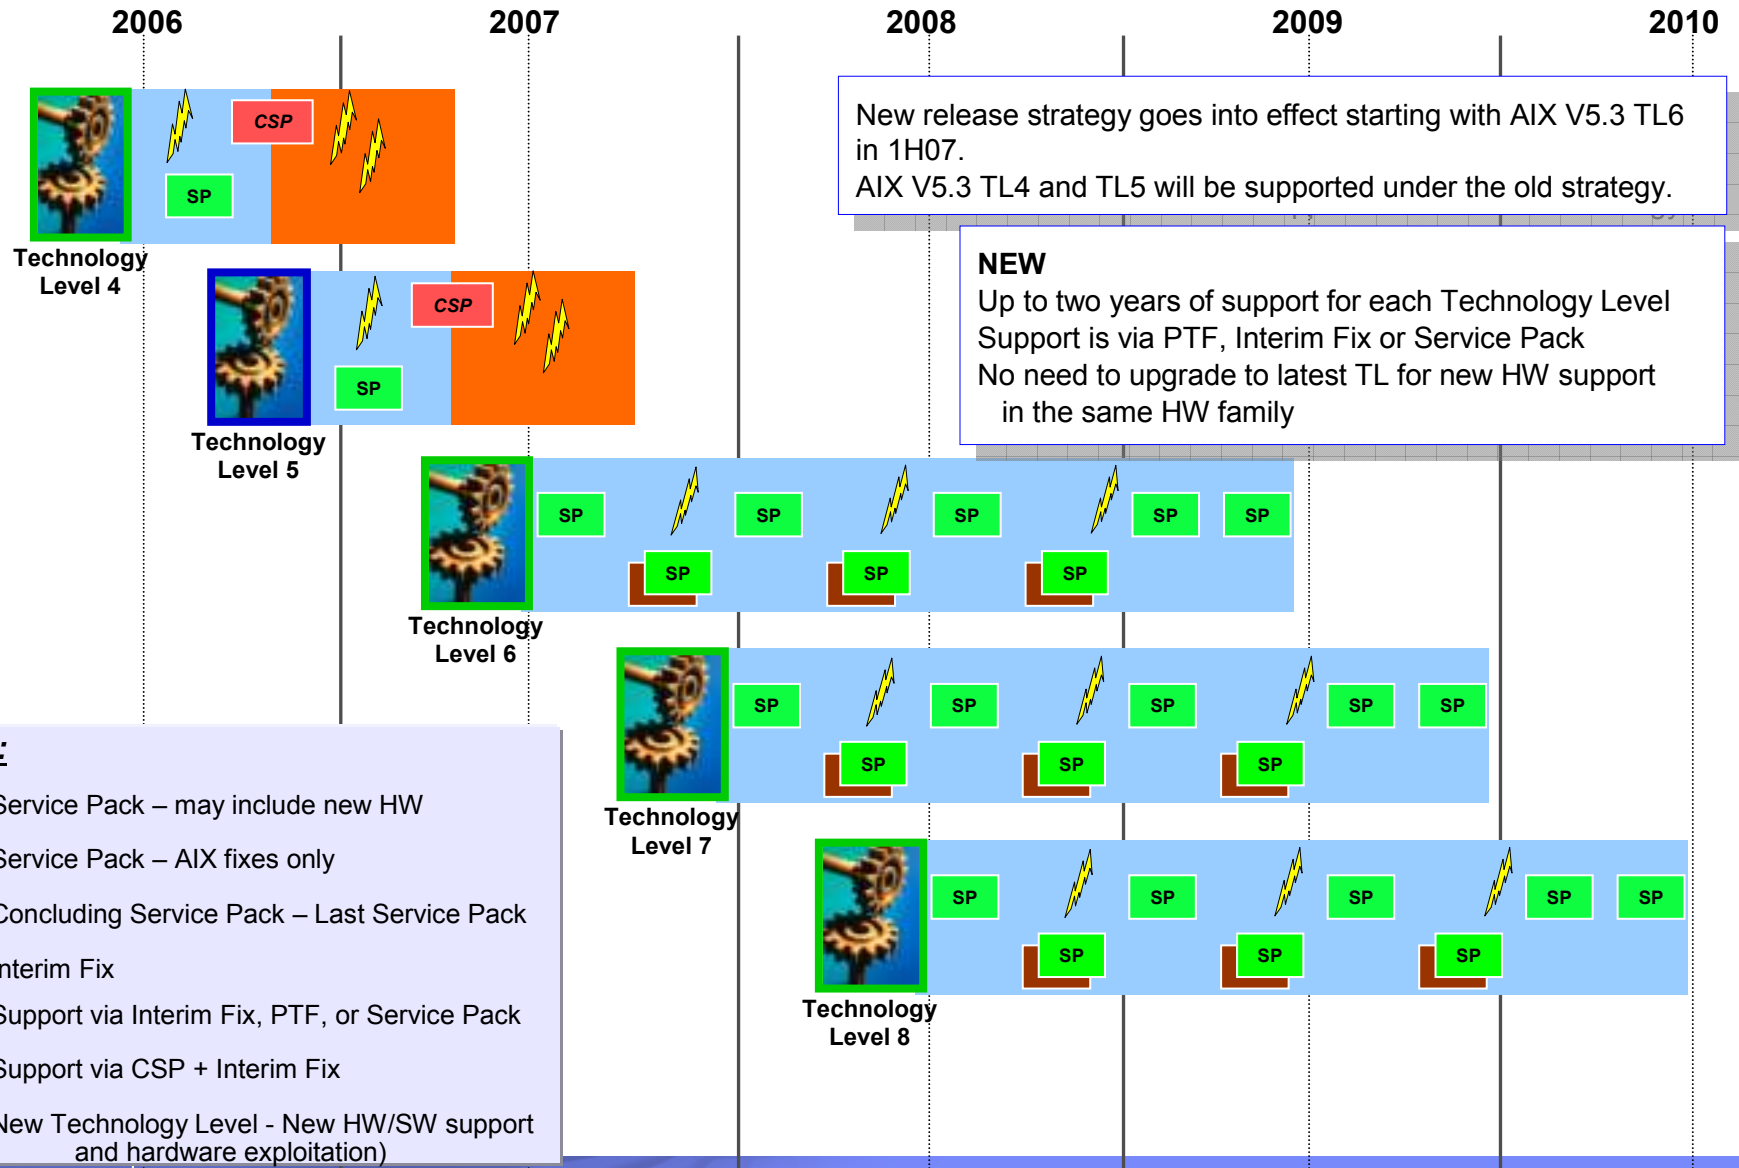 2006 2007 2008 2009 2010
CSP
SP
Technology
Level 4
New release strategy goes into effect starting with AIX V5.3 TL6
in 1H07.
AIX V5.3 TL4 and TL5 will be supported under the old strategy.
CSP
SP
Technology
Level 5
NEW
Up to two years of support for each Technology Level
Support is via PTF, Interim Fix or Service Pack
No need to upgrade to latest TL for new HW support
in the same HW family
SP SP SP SP SP
SP SP SP
Technology
Level 6
SP SP SP SP SP
SP SP SP
Technology
Level 7
SP SP SP SP SP
SP SP SP
Technology
Level 8
:
Service Pack – may include new HW
Service Pack – AIX fixes only
Concluding Service Pack – Last Service Pack
Interim Fix
Support via Interim Fix, PTF, or Service Pack
Support via CSP + Interim Fix
New Technology Level - New HW/SW support
and hardware exploitation)